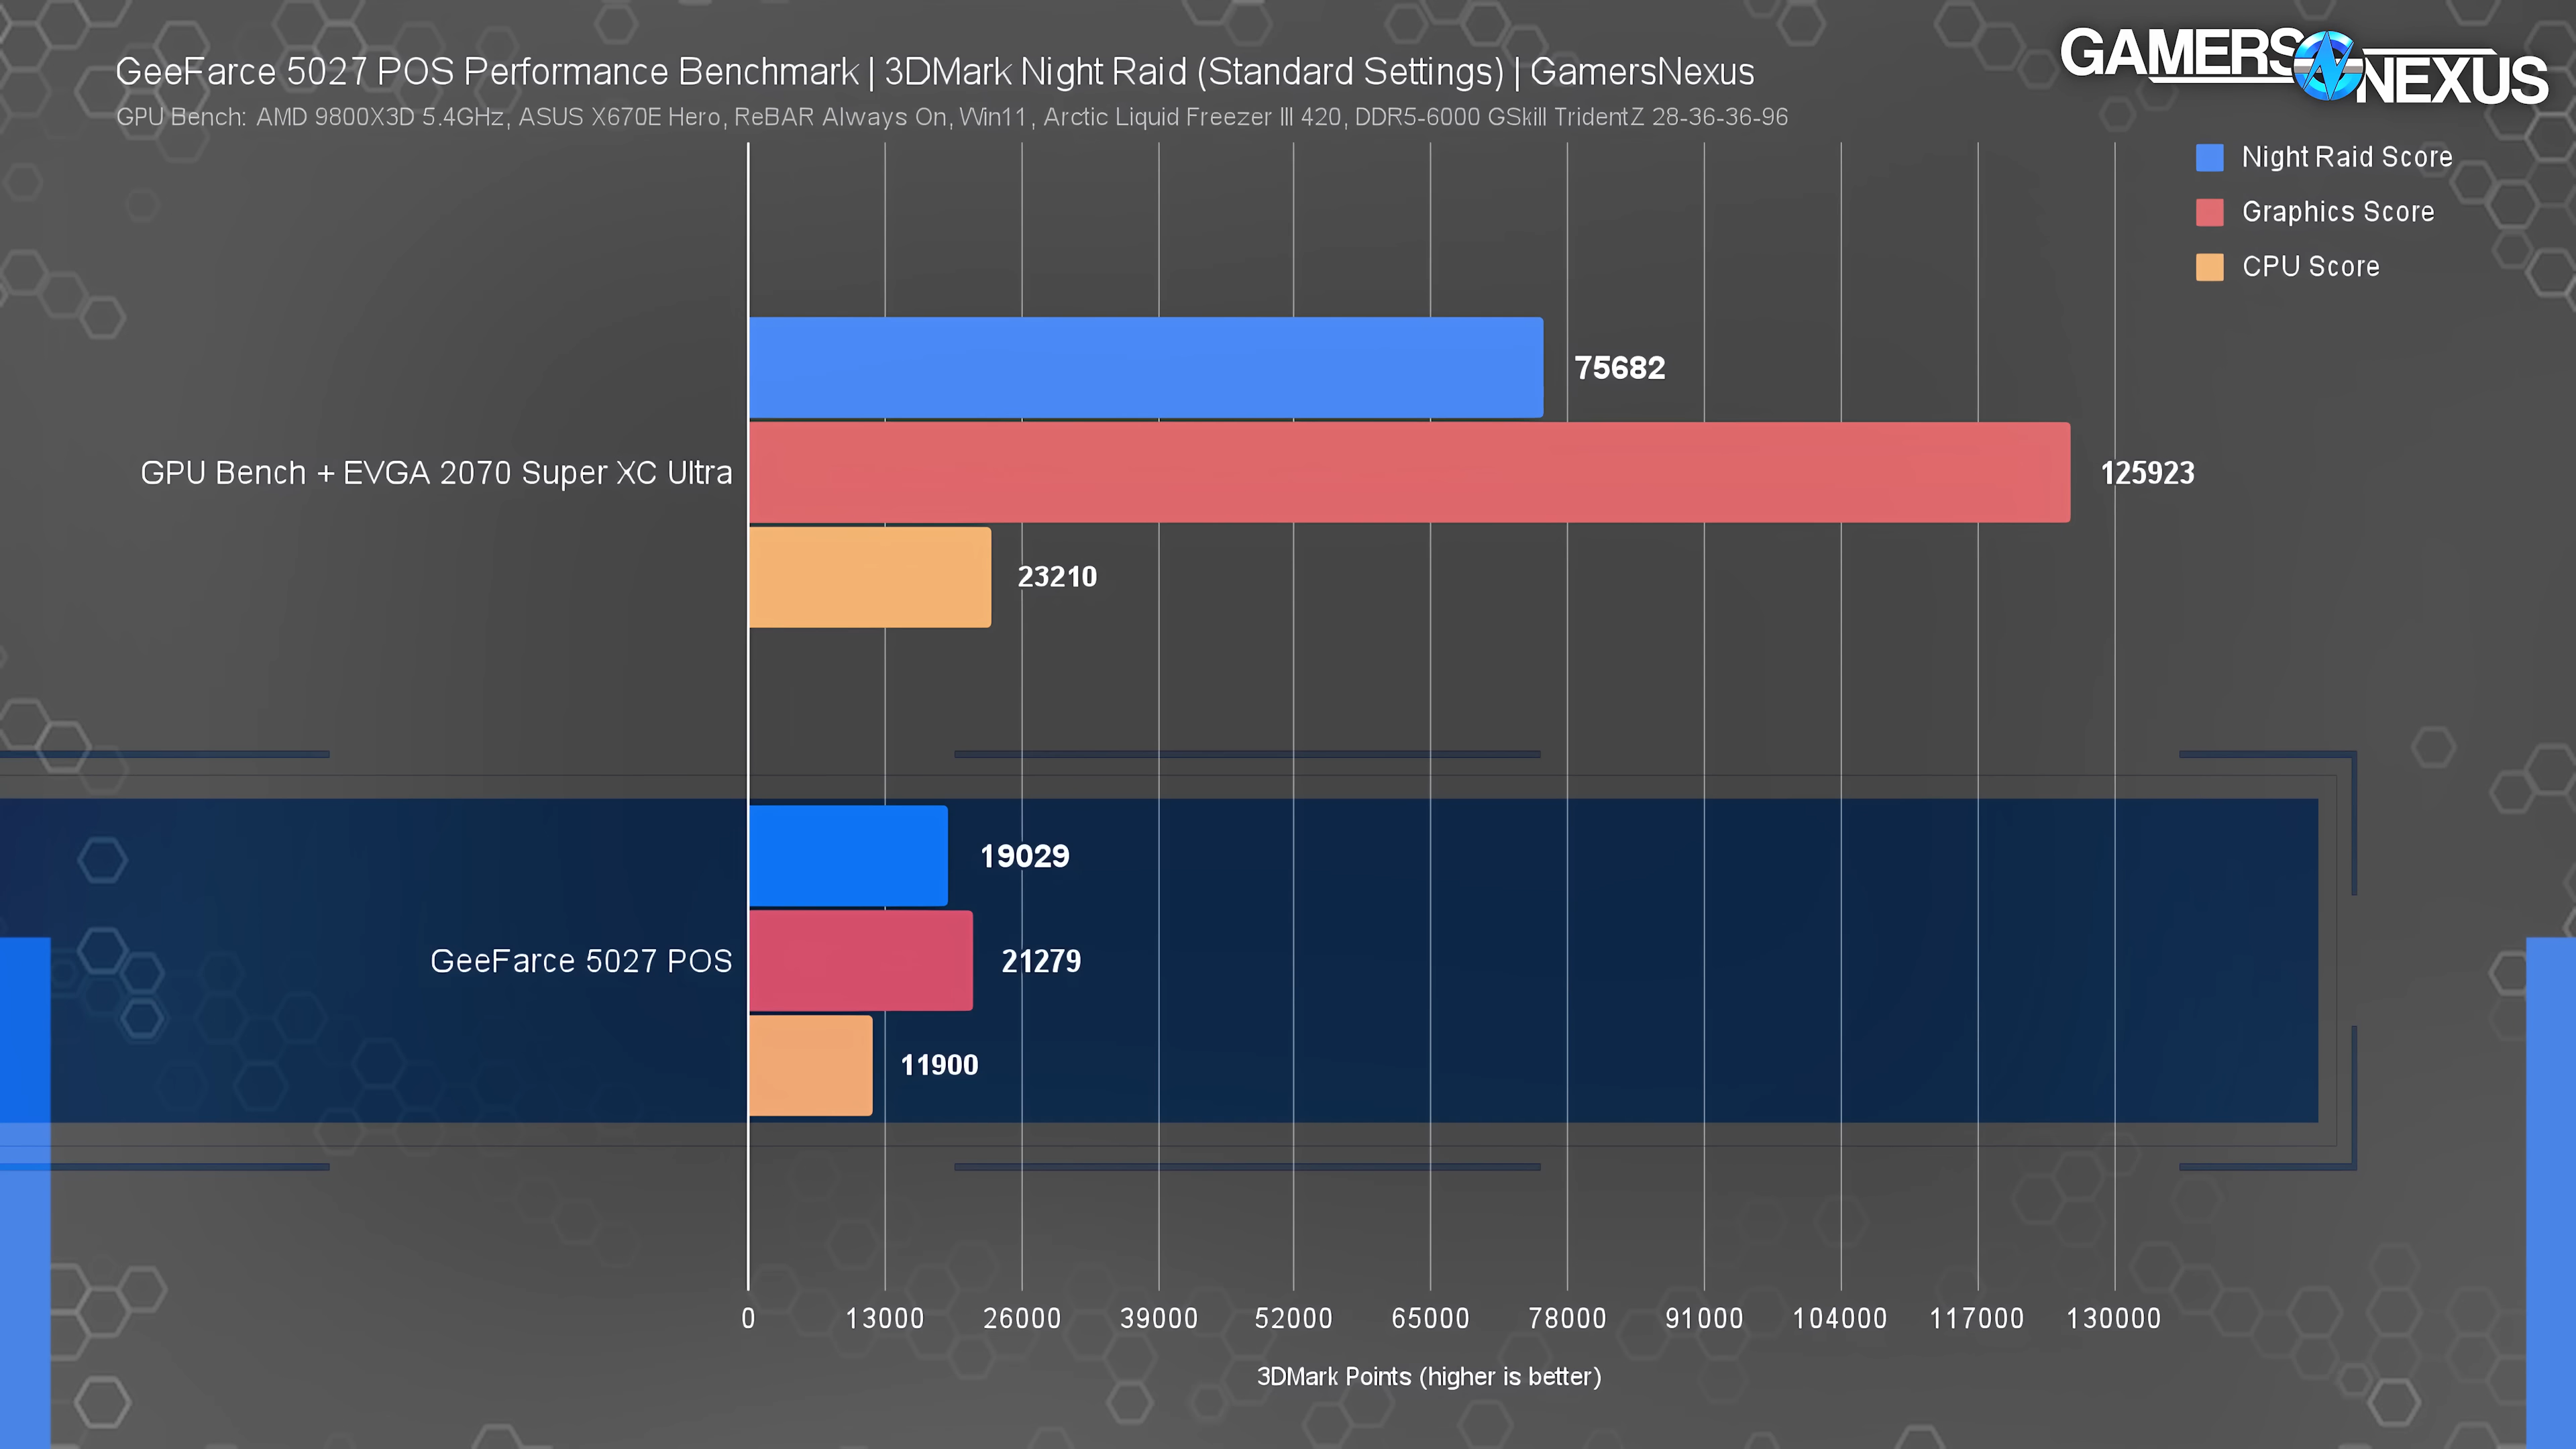 GAMERS NEXUS
GeeFarce 5027 POS Performance Benchmark | 3DMark Night Raid (Standard Settings) | GamersNexus
GPU Bench: AMD 9800X3D 5.4GHz, ASUS X670E Hero, ReBAR Always On, Win11, Arctic Liquid Freezer III 420, DDR5-6000 GSkill TridentZ 28-36-36-96
Night Raid Score
Graphics Score
CPU Score
75682
GPU Bench + EVGA 2070 Super XC Ultra
125923
23210
19029
GeeFarce 5027 POS
21279
11900
0 13000 26000 39000 52000 65000 78000 91000 104000 117000 130000
3DMark Points (higher is better)